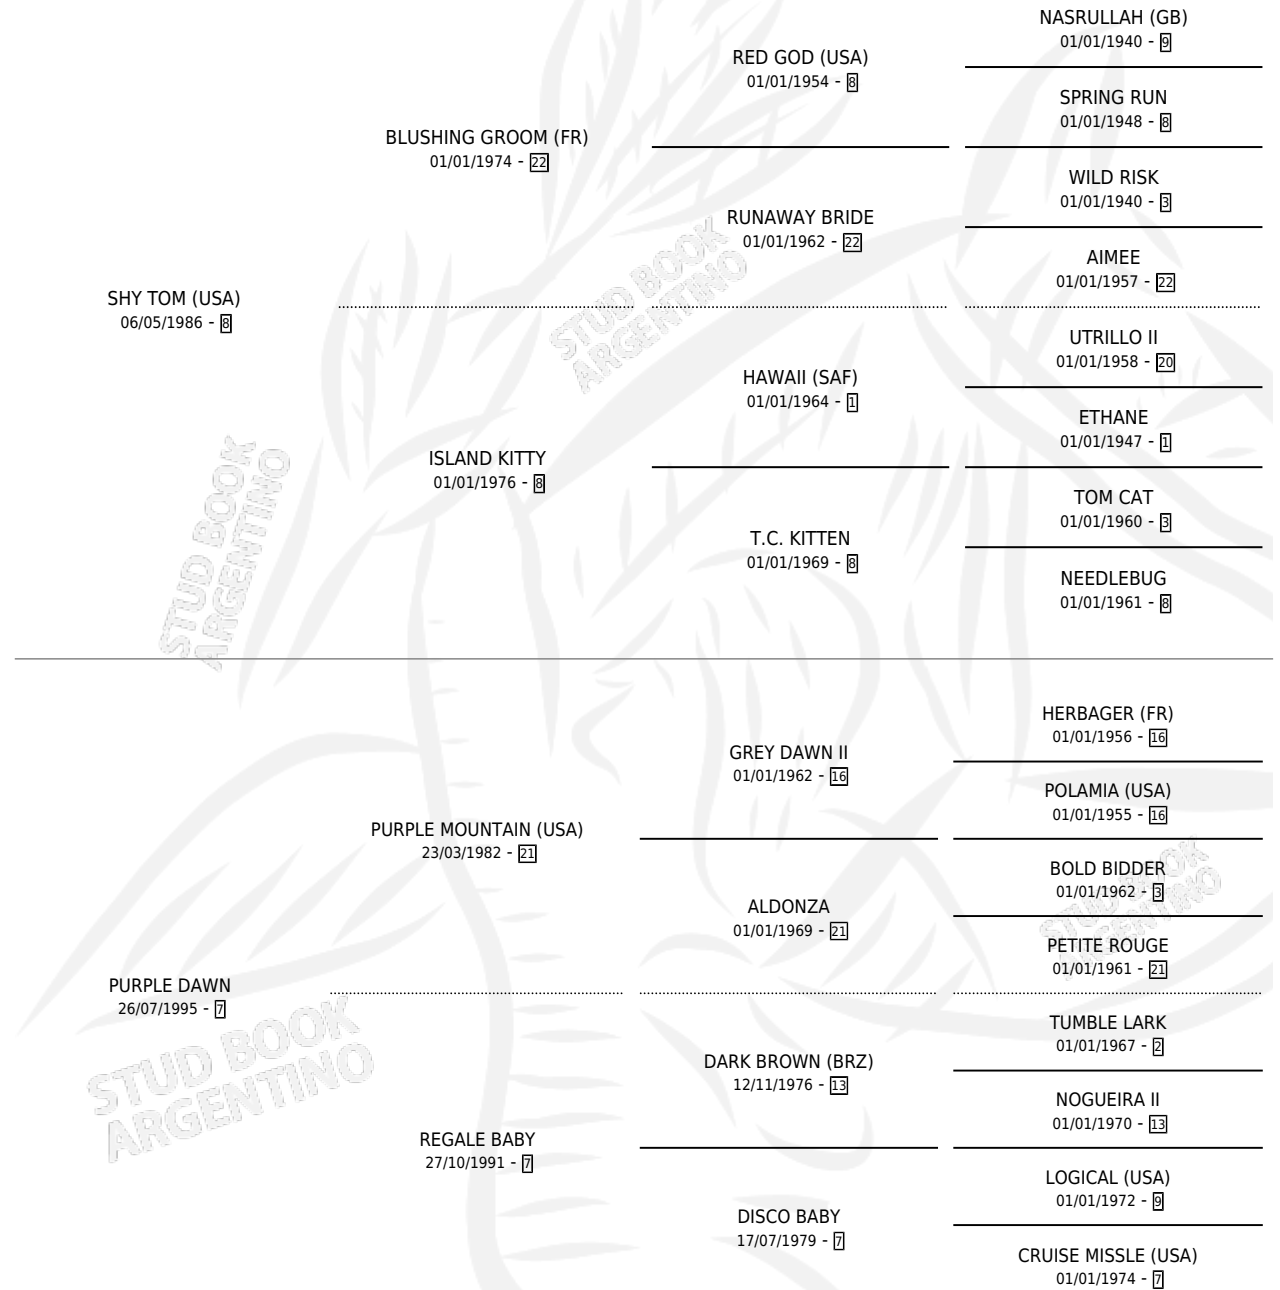 NASRULLAH (GB)
01/01/1940 - 9
RED GOD (USA)
01/01/1954 - 8
SPRING RUN
01/01/1948 - 8
BLUSHING GROOM (FR)
01/01/1974 - 22
WILD RISK
01/01/1940 - 3
RUNAWAY BRIDE
01/01/1962 - 22
AIMEE
01/01/1957 - 22
SHY TOM (USA)
06/05/1986 - 8
UTRILLO II
01/01/1958 - 20
HAWAII (SAF)
01/01/1964 - 1
ETHANE
01/01/1947 - 1
ISLAND KITTY
01/01/1976 - 8
TOM CAT
01/01/1960 - 3
T.C. KITTEN
01/01/1969 - 8
NEEDLEBUG
01/01/1961 - 8
HERBAGER (FR)
01/01/1956 - 16
GREY DAWN II
01/01/1962 - 16
POLAMIA (USA)
01/01/1955 - 16
PURPLE MOUNTAIN (USA)
23/03/1982 - 21
BOLD BIDDER
01/01/1962 - 3
ALDONZA
01/01/1969 - 21
PETITE ROUGE
01/01/1961 - 21
PURPLE DAWN
26/07/1995 - 7
TUMBLE LARK
01/01/1967 - 2
DARK BROWN (BRZ)
12/11/1976 - 13
NOGUEIRA II
01/01/1970 - 13
REGALE BABY
27/10/1991 - 7
LOGICAL (USA)
01/01/1972 - 9
DISCO BABY
17/07/1979 - 7
CRUISE MISSLE (USA)
01/01/1974 - 7
STUD BOOK
ARGENTINO
STUD BOOK
ARGENTINO
STUD BOOK
ARGENTINO
STUD BOOK
ARGENTINO